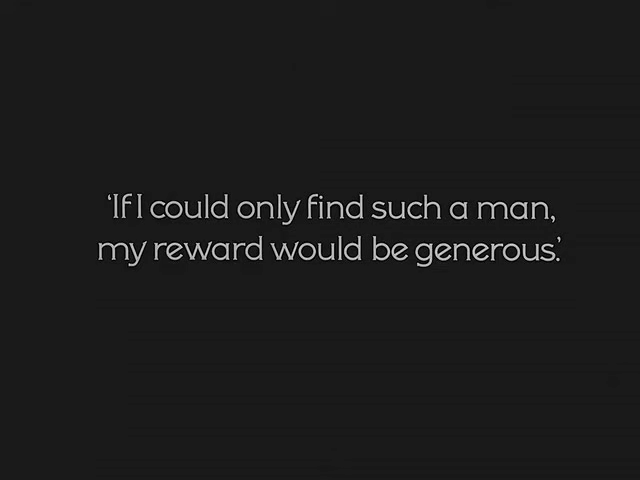 ‘If I could only find such a man,
my reward would be generous.’